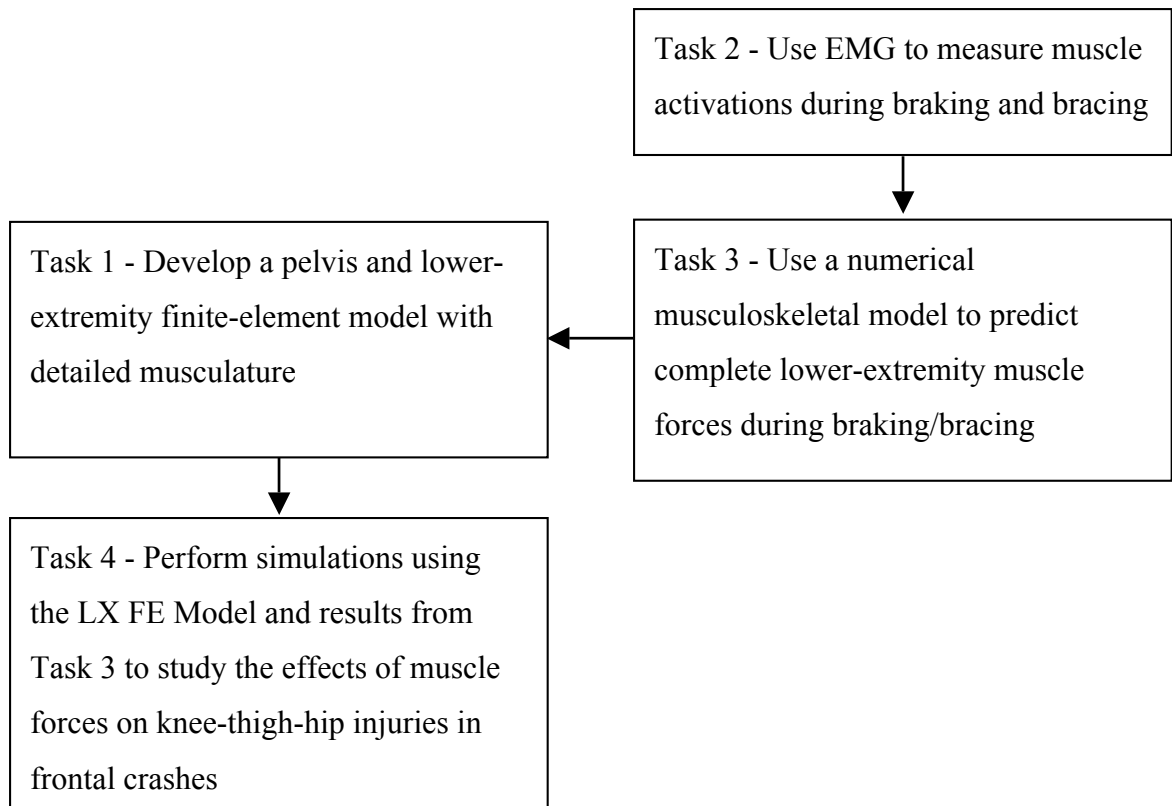 Task 2 - Use EMG to measure muscle
activations during braking and bracing
Task 1 - Develop a pelvis and lower-
extremity finite-element model with
detailed musculature
Task 3 - Use a numerical
musculoskeletal model to predict
complete lower-extremity muscle
forces during braking/bracing
Task 4 - Perform simulations using
the LX FE Model and results from
Task 3 to study the effects of muscle
forces on knee-thigh-hip injuries in
frontal crashes